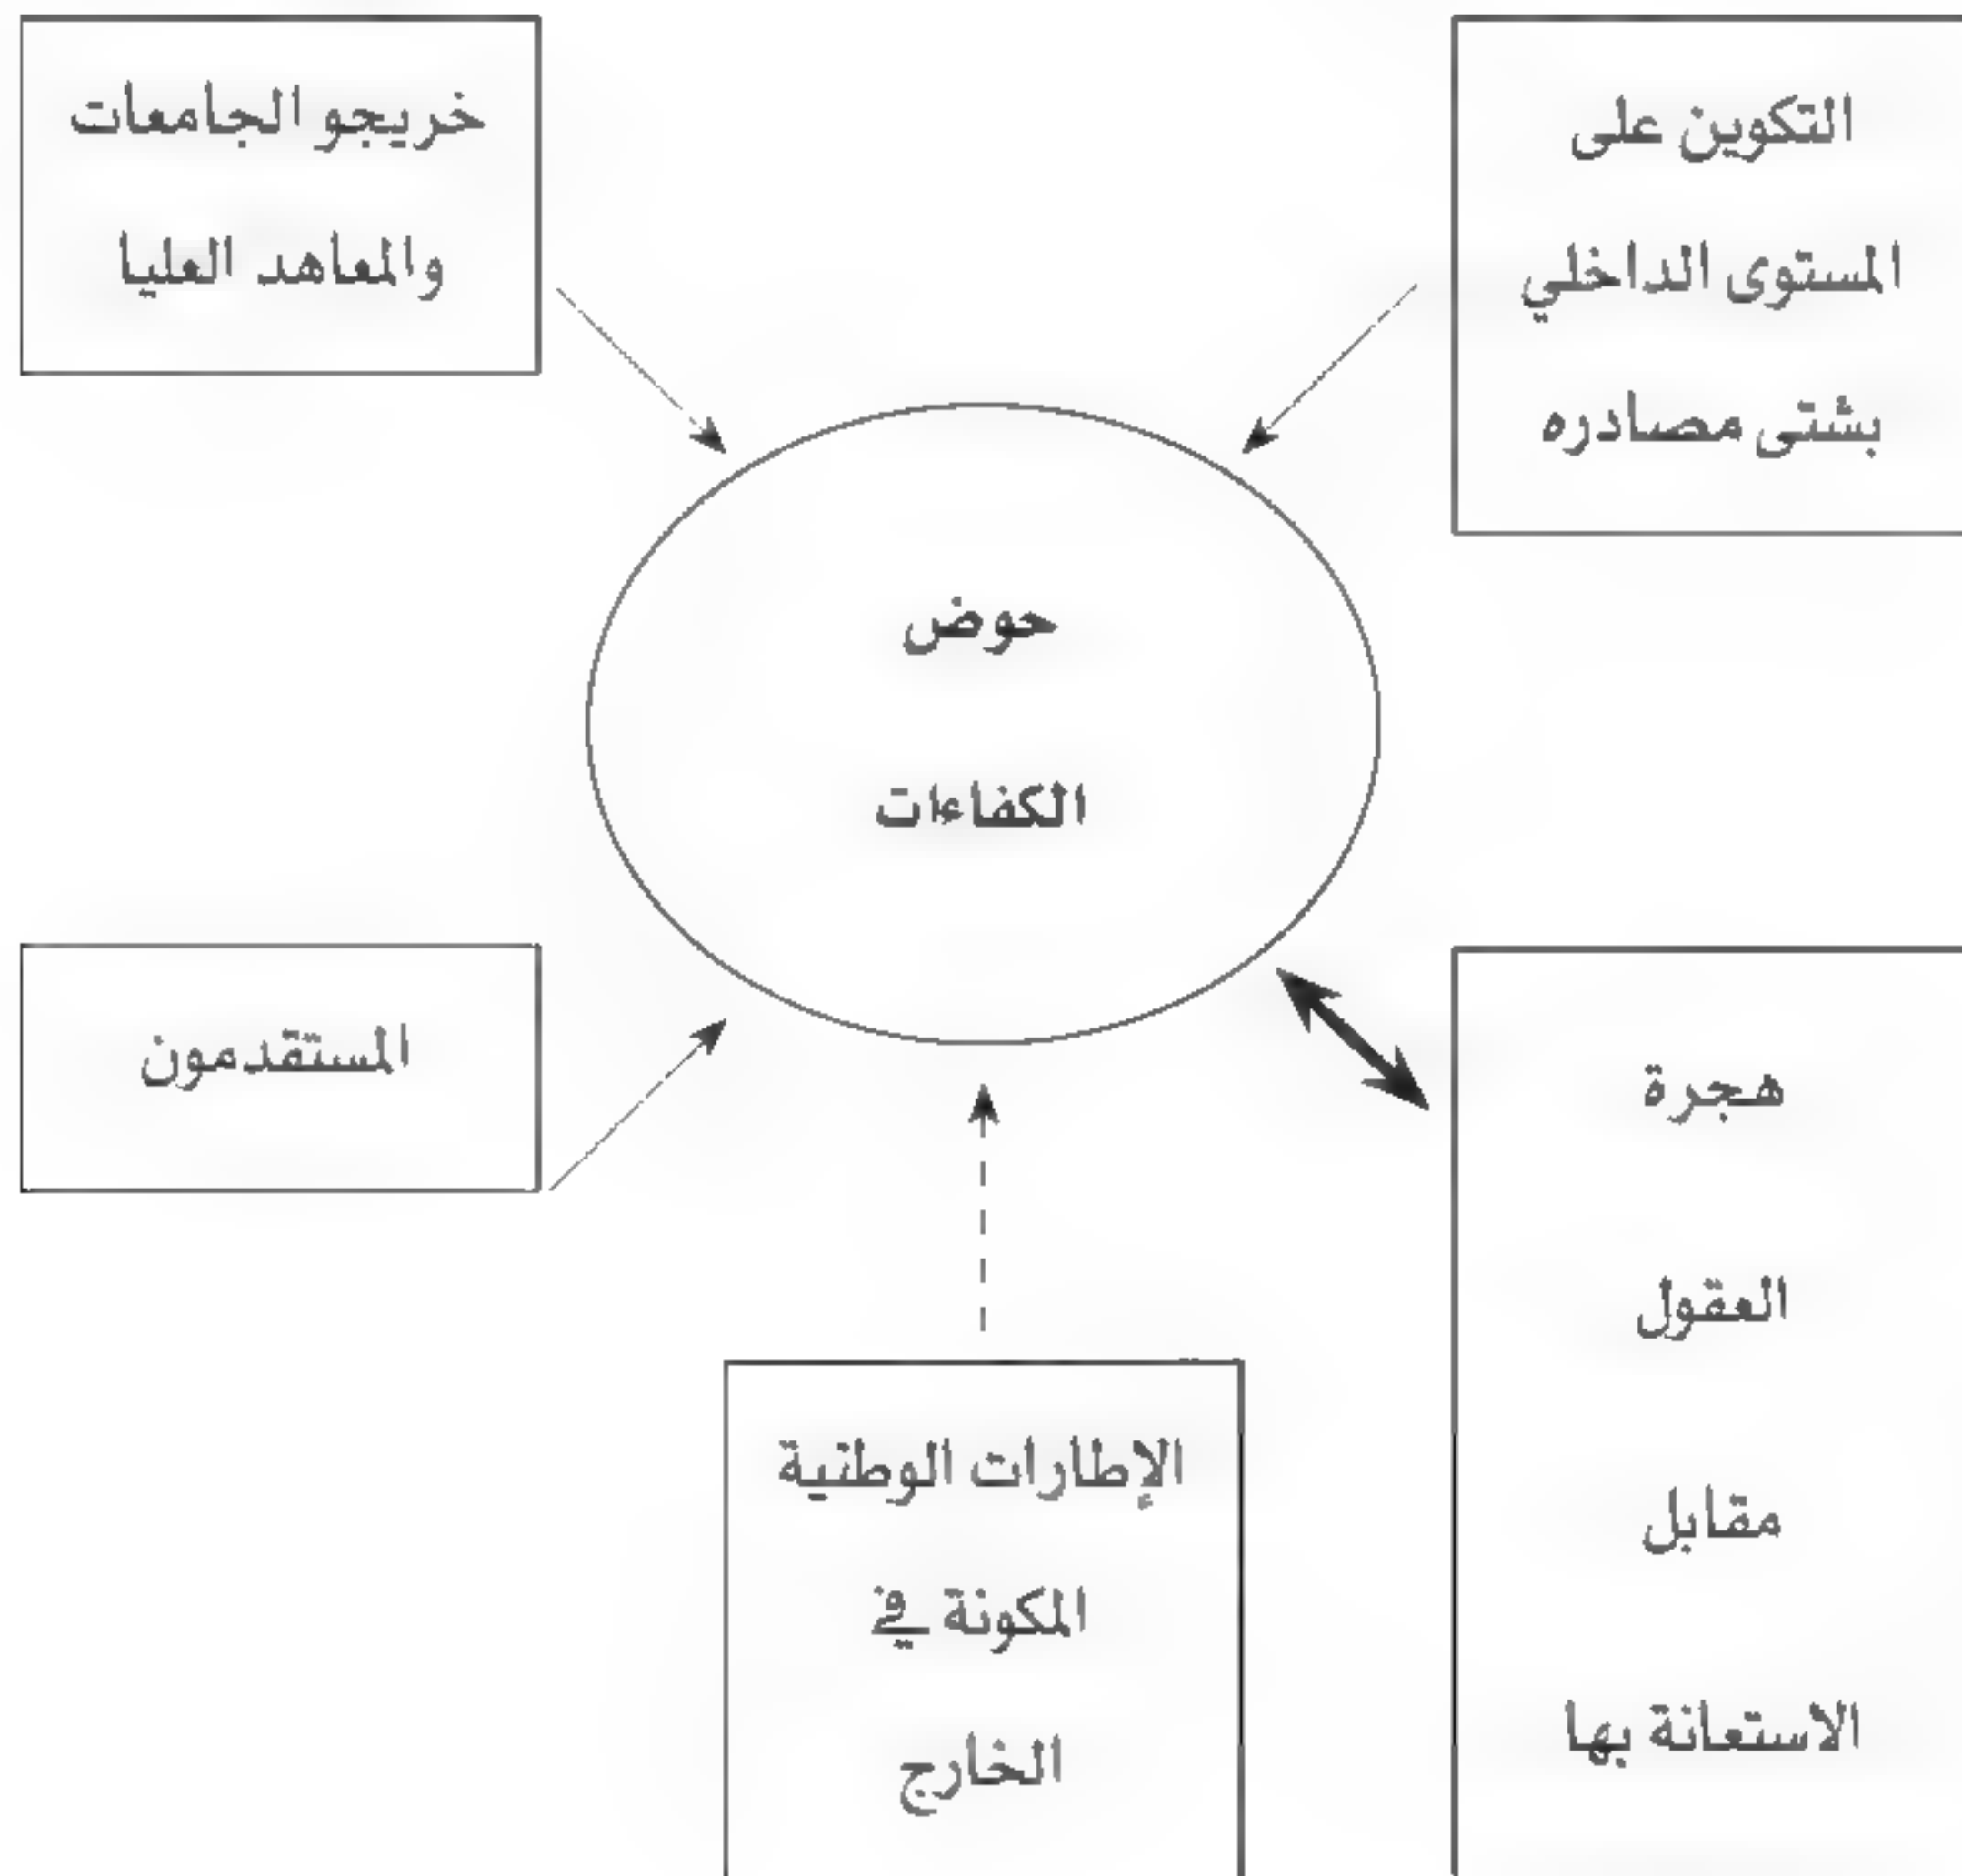 التكوين على
المستوى الداخلي
بشتى مصادره
خريجو الجامعات
والمعاهد العليا
حوض
الكفاءات
هجرة
العقول
مقابل
الاستعانة بها
المستقدمون
الإطارات الوطنية
المكونة في
الخارج